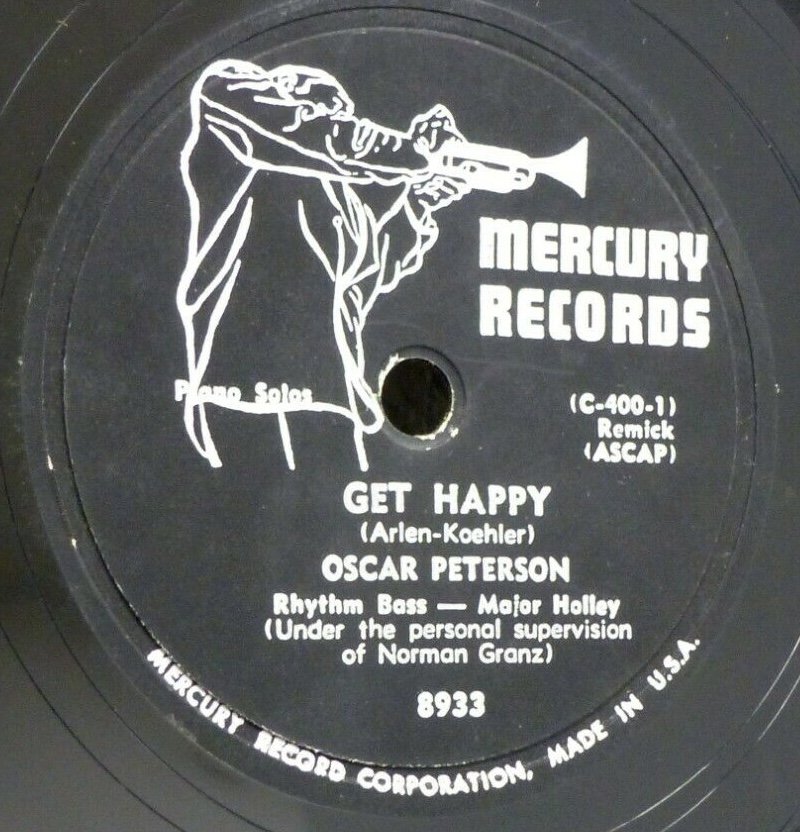 MERCURY
RECORDS
Piano Solos
(C-400-1)
Remick
(ASCAP)
GET HAPPY
(Arlen-Koehler)
OSCAR PETERSON
Rhythm Bass — Major Holley
(Under the personal supervision
of Norman Granz)
8933
MERCURY RECORD CORPORATION, MADE IN U.S.A.